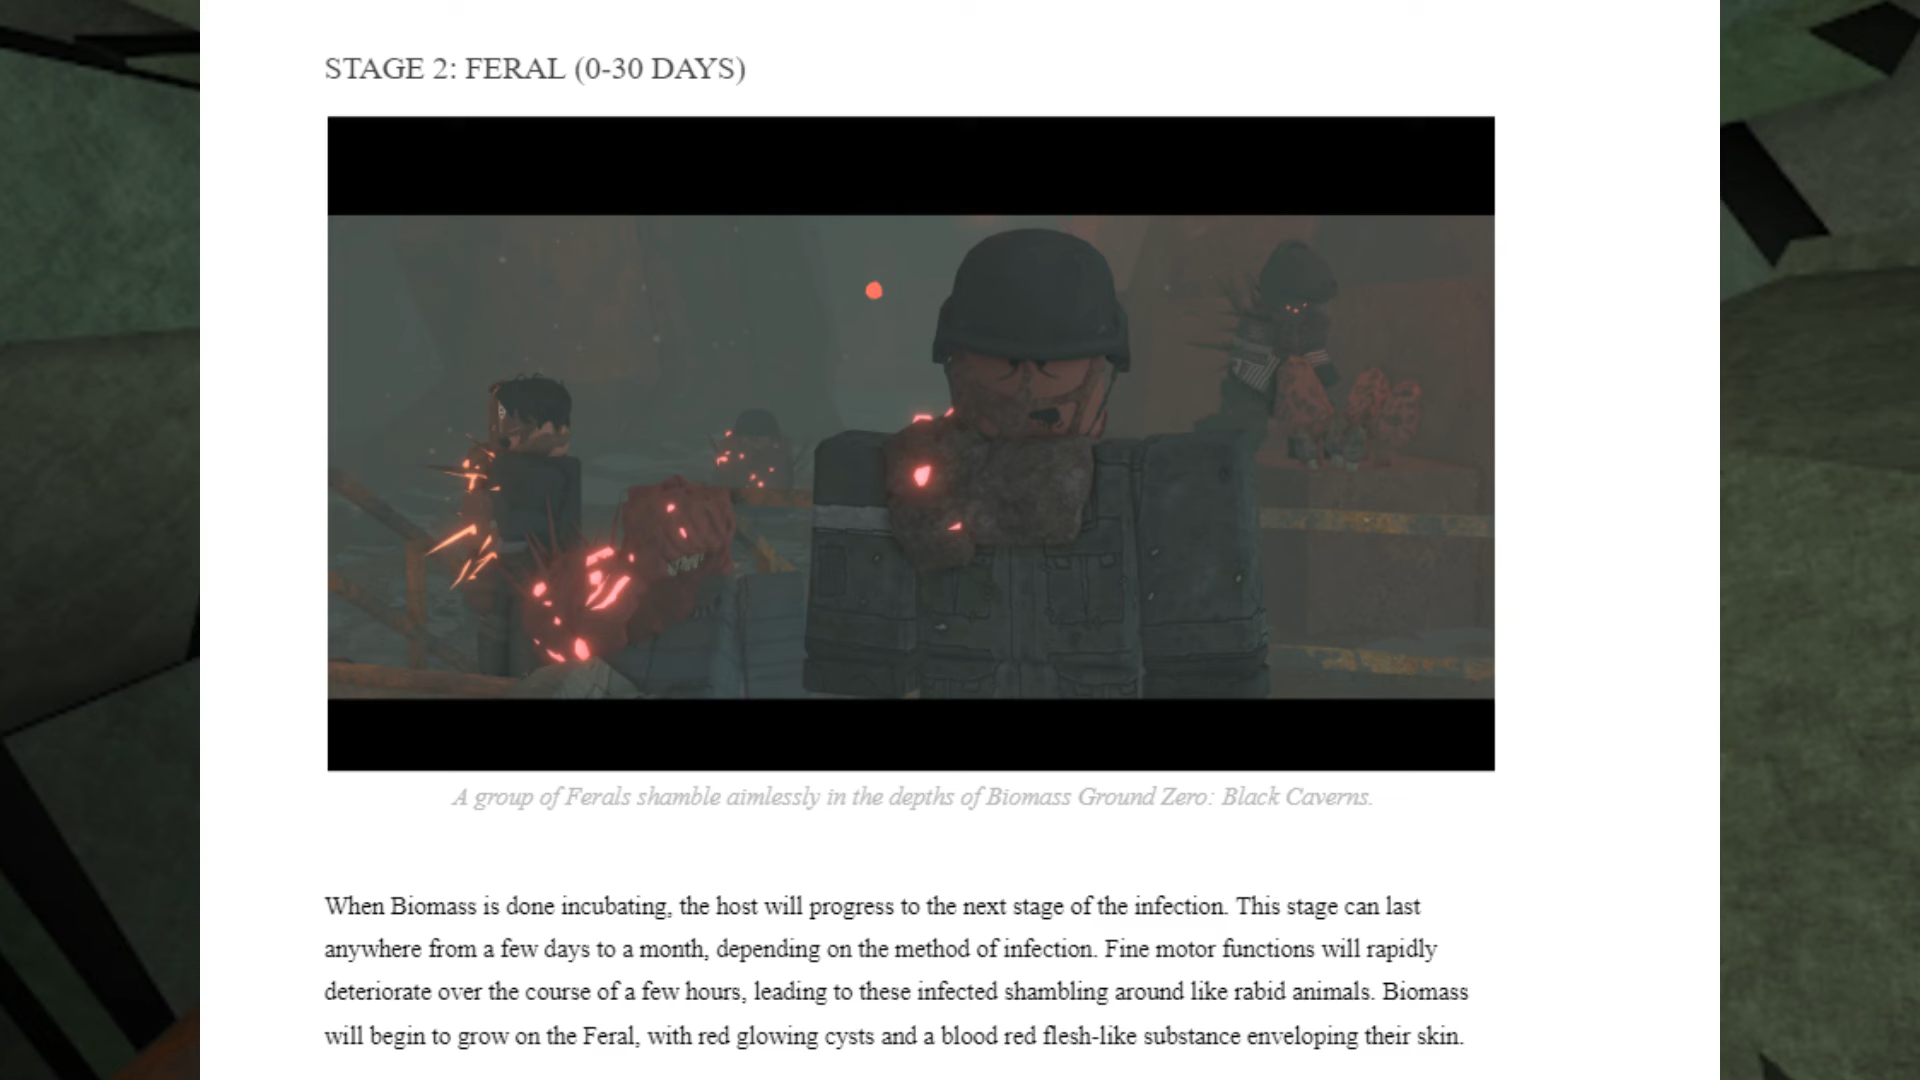 STAGE 2: FERAL (0-30 DAYS)
A group of Ferals shamble aimlessly in the depths of Biomass Ground Zero: Black Caverns.
When Biomass is done incubating, the host will progress to the next stage of the infection. This stage can last
anywhere from a few days to a month, depending on the method of infection. Fine motor functions will rapidly
deteriorate over the course of a few hours, leading to these infected shambling around like rabid animals. Biomass
will begin to grow on the Feral, with red glowing cysts and a blood red flesh-like substance enveloping their skin.